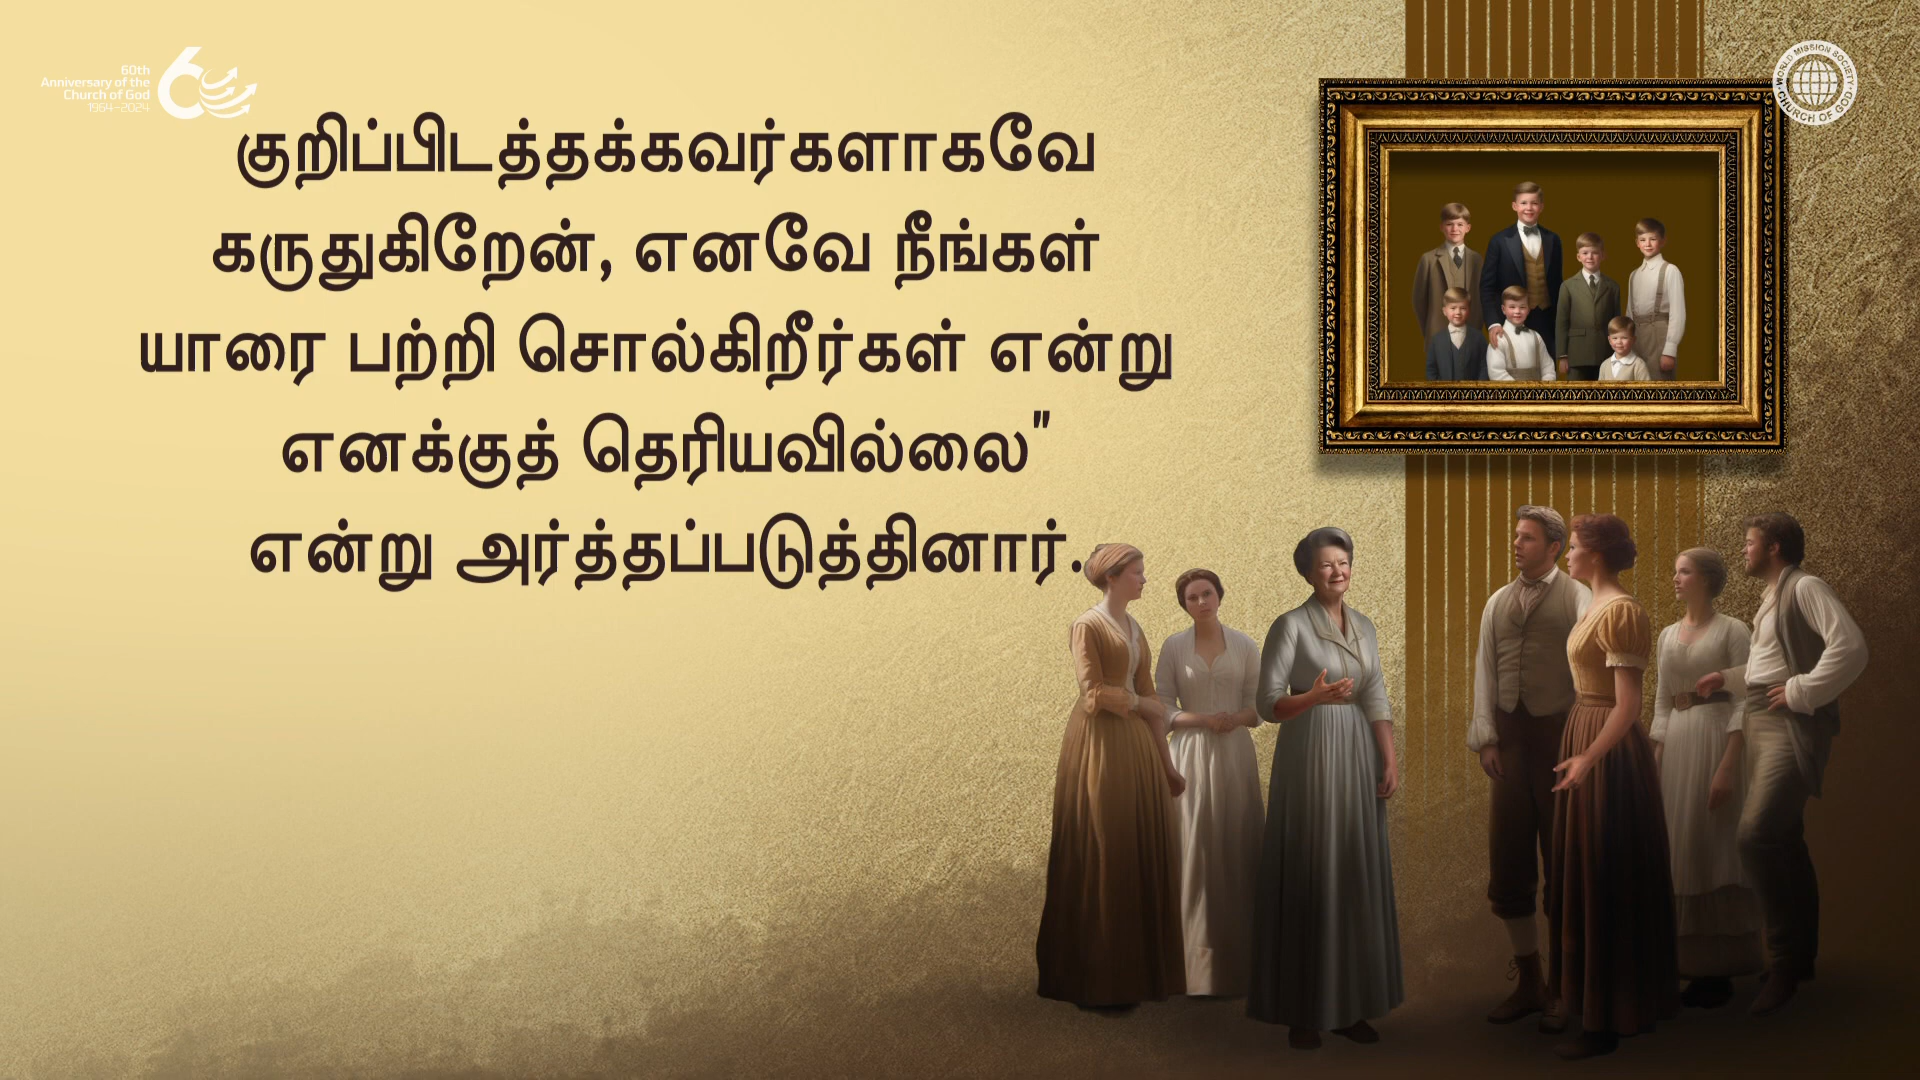 60th
Anniversary of the
Church of God
1964–2024
WORLD MISSION SOCIETY
CHURCH OF GOD
குறிப்பிடத்தக்கவர்களாகவே
கருதுகிறேன், எனவே நீங்கள்
யாரை பற்றி சொல்கிறீர்கள் என்று
எனக்குத் தெரியவில்லை"
என்று அர்த்தப்படுத்தினார்.